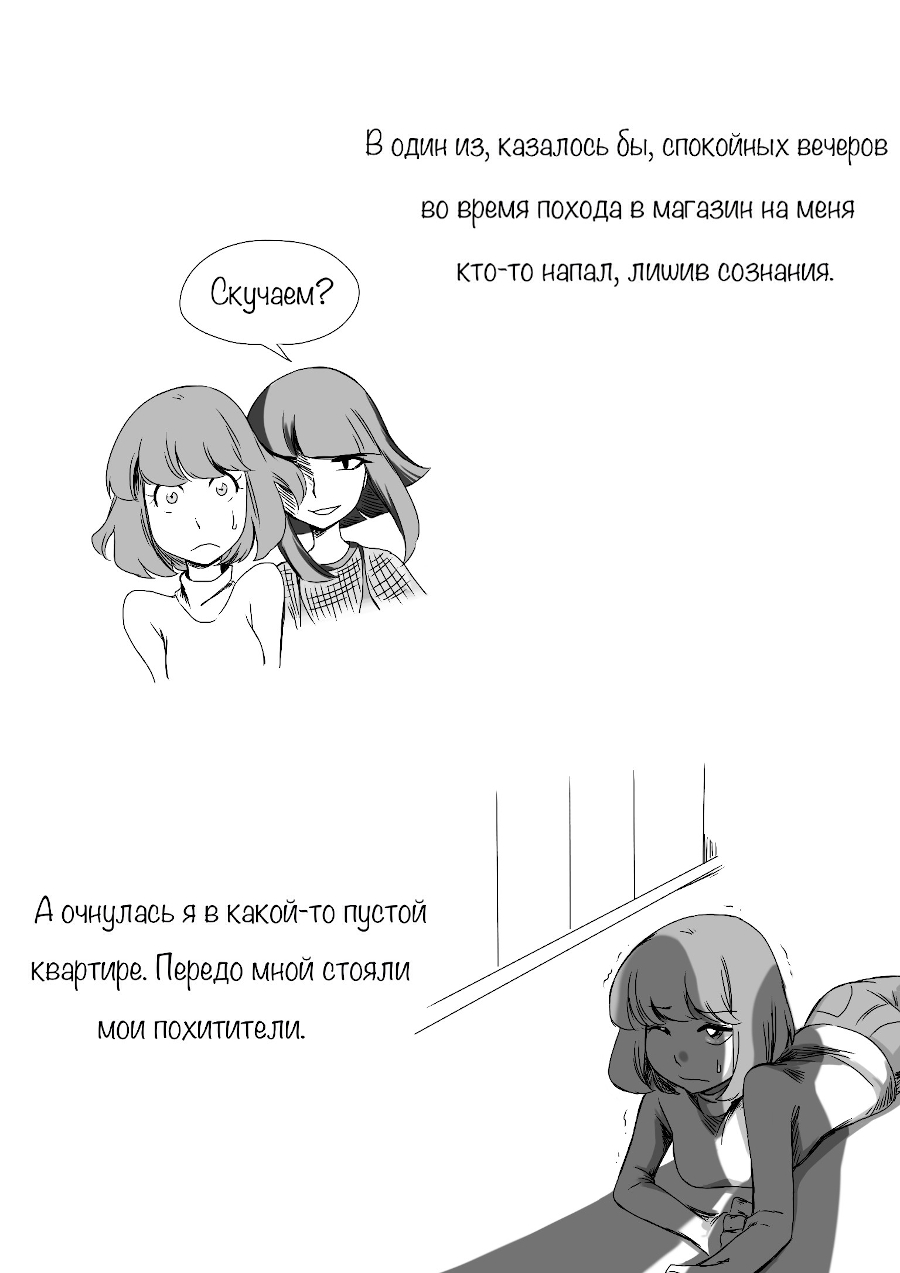 В один из, казалось бы, спокойных вечеров
во время похода в магазин на меня
кто-то напал, лишив сознания.
Скучаем?
А очнулась я в какой-то пустой
квартире. Передо мной стояли
мои похитители.